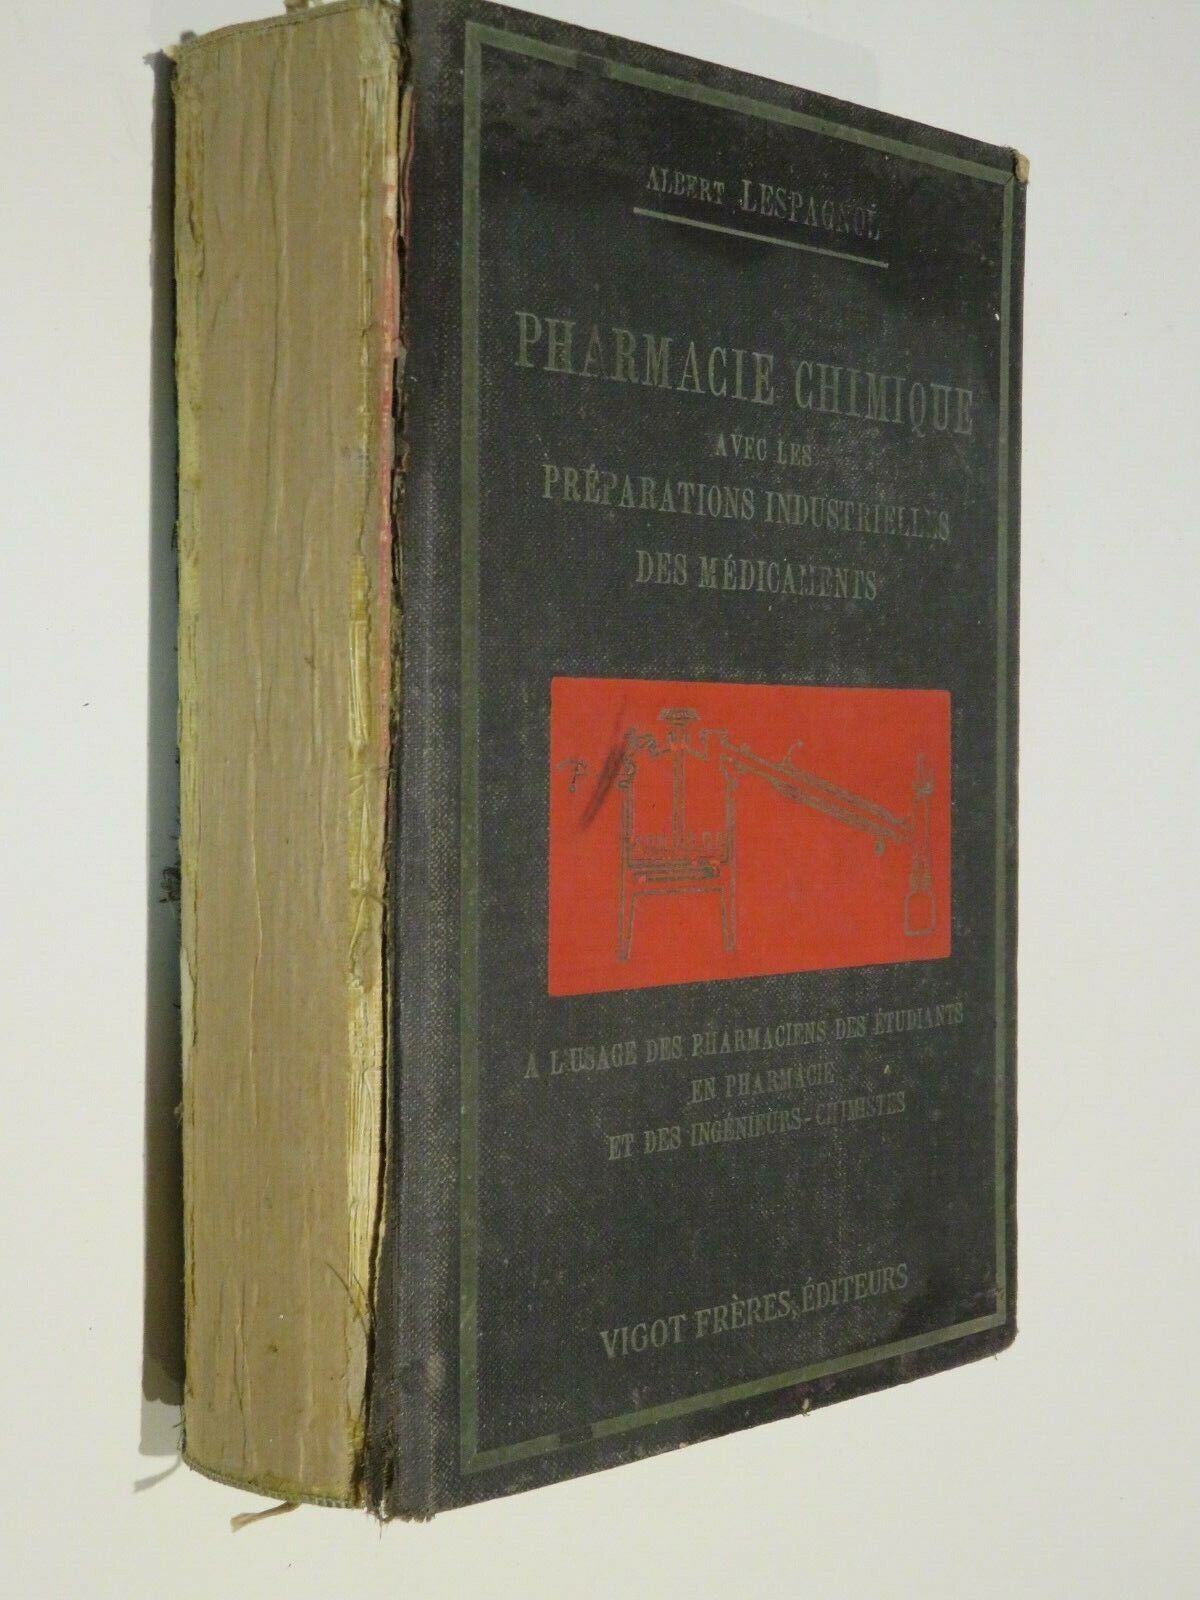 ALBERT LESPAGNOL
PHARMACIE CHIMIQUE
AVEC LES
PRÉPARATIONS INDUSTRIELLES
DES MÉDICAMENTS
A L'USAGE DES PHARMACIENS DES ÉTUDIANTS
EN PHARMACIE
ET DES INGÉNIEURS-CHIMISTES
VIGOT FRÈRES, ÉDITEURS